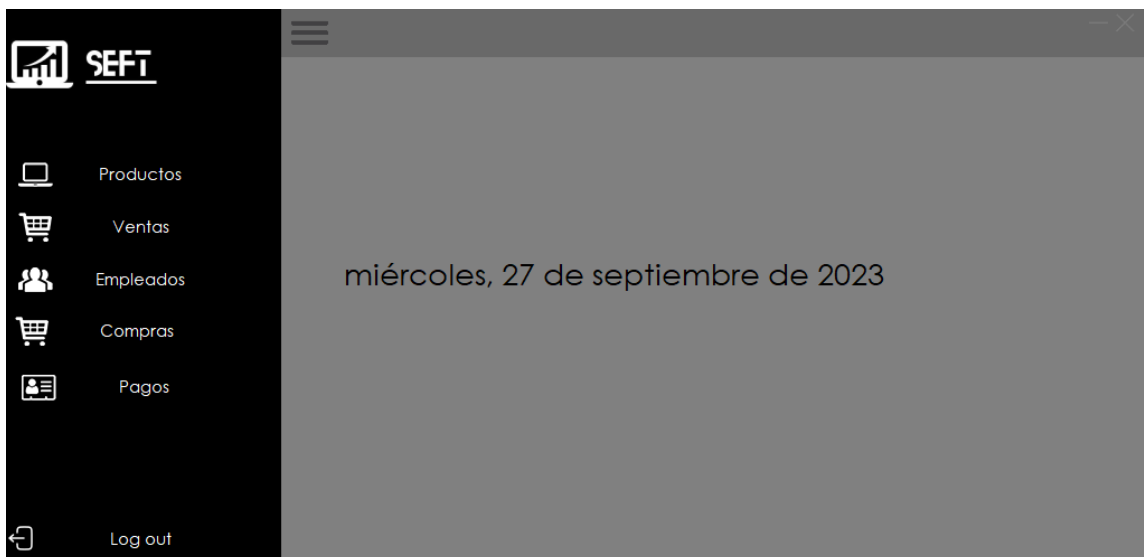 SEFT
Productos
Ventas
Empleados
Compras
Pagos
Log out
miércoles, 27 de septiembre de 2023